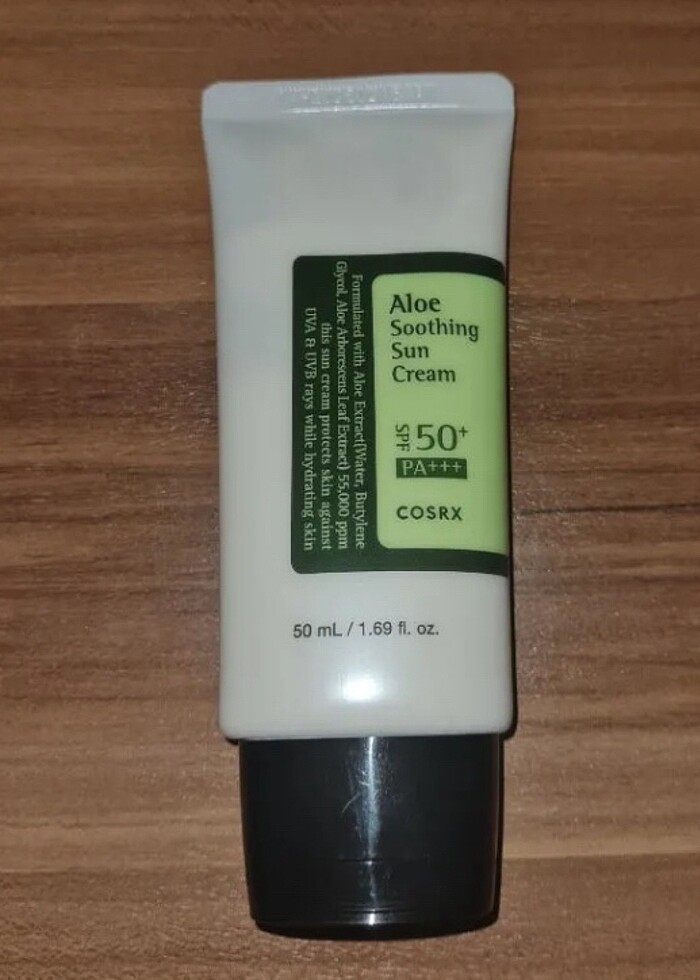 Aloe
Soothing
Sun
Cream
SPF 50+
PA+++
COSRX
Formulated with Aloe Extract(Water, Butylene
Glycol, Aloe Arborescens Leaf Extract) 55,000 ppm
this sun cream protects skin against
UVA & UVB rays while hydrating skin
50 mL / 1.69 fl. oz.